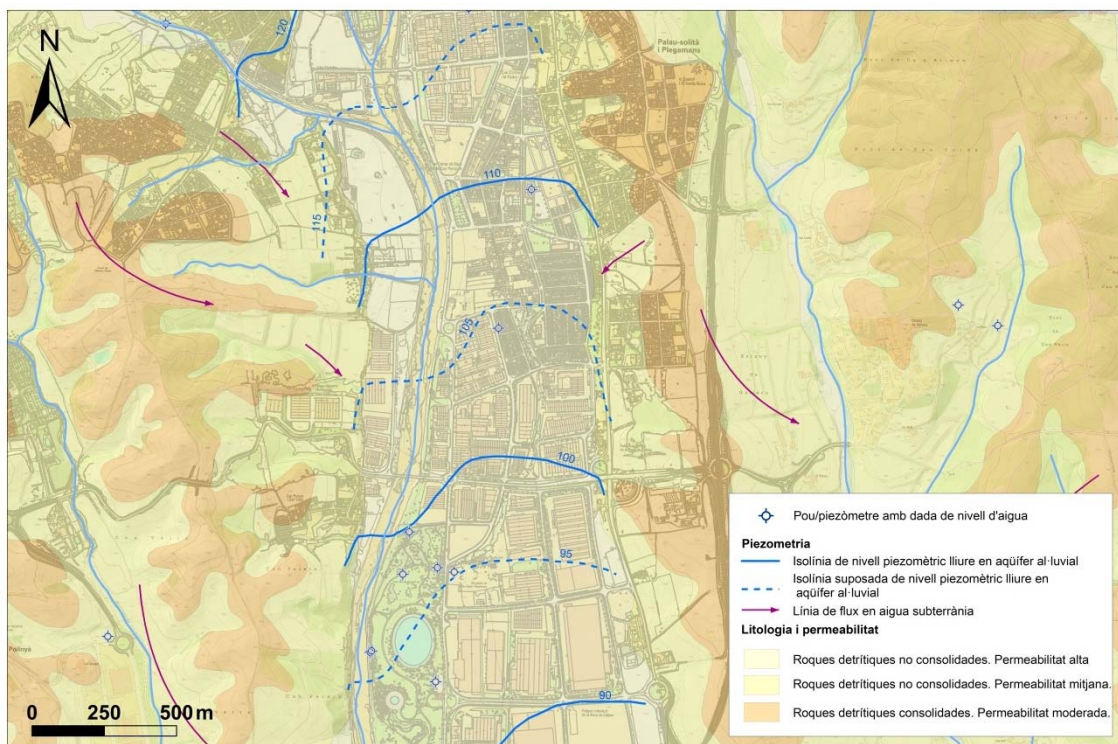 N
120
Palau-solità
i Plegamans
110
115
105
100
95
90
Polinyà
0 250 500 m
Pou/piezòmetre amb dada de nivell d'aigua
Piezometria
Isolínia de nivell piezomètric lliure en aqüífer al·luvial
Isolínia suposada de nivell piezomètric lliure en
aqüífer al·luvial
Línia de flux en aigua subterrània
Litologia i permeabilitat
Roques detrítiques no consolidades. Permeabilitat alta
Roques detrítiques no consolidades. Permeabilitat mitjana.
Roques detrítiques consolidades. Permeabilitat moderada.